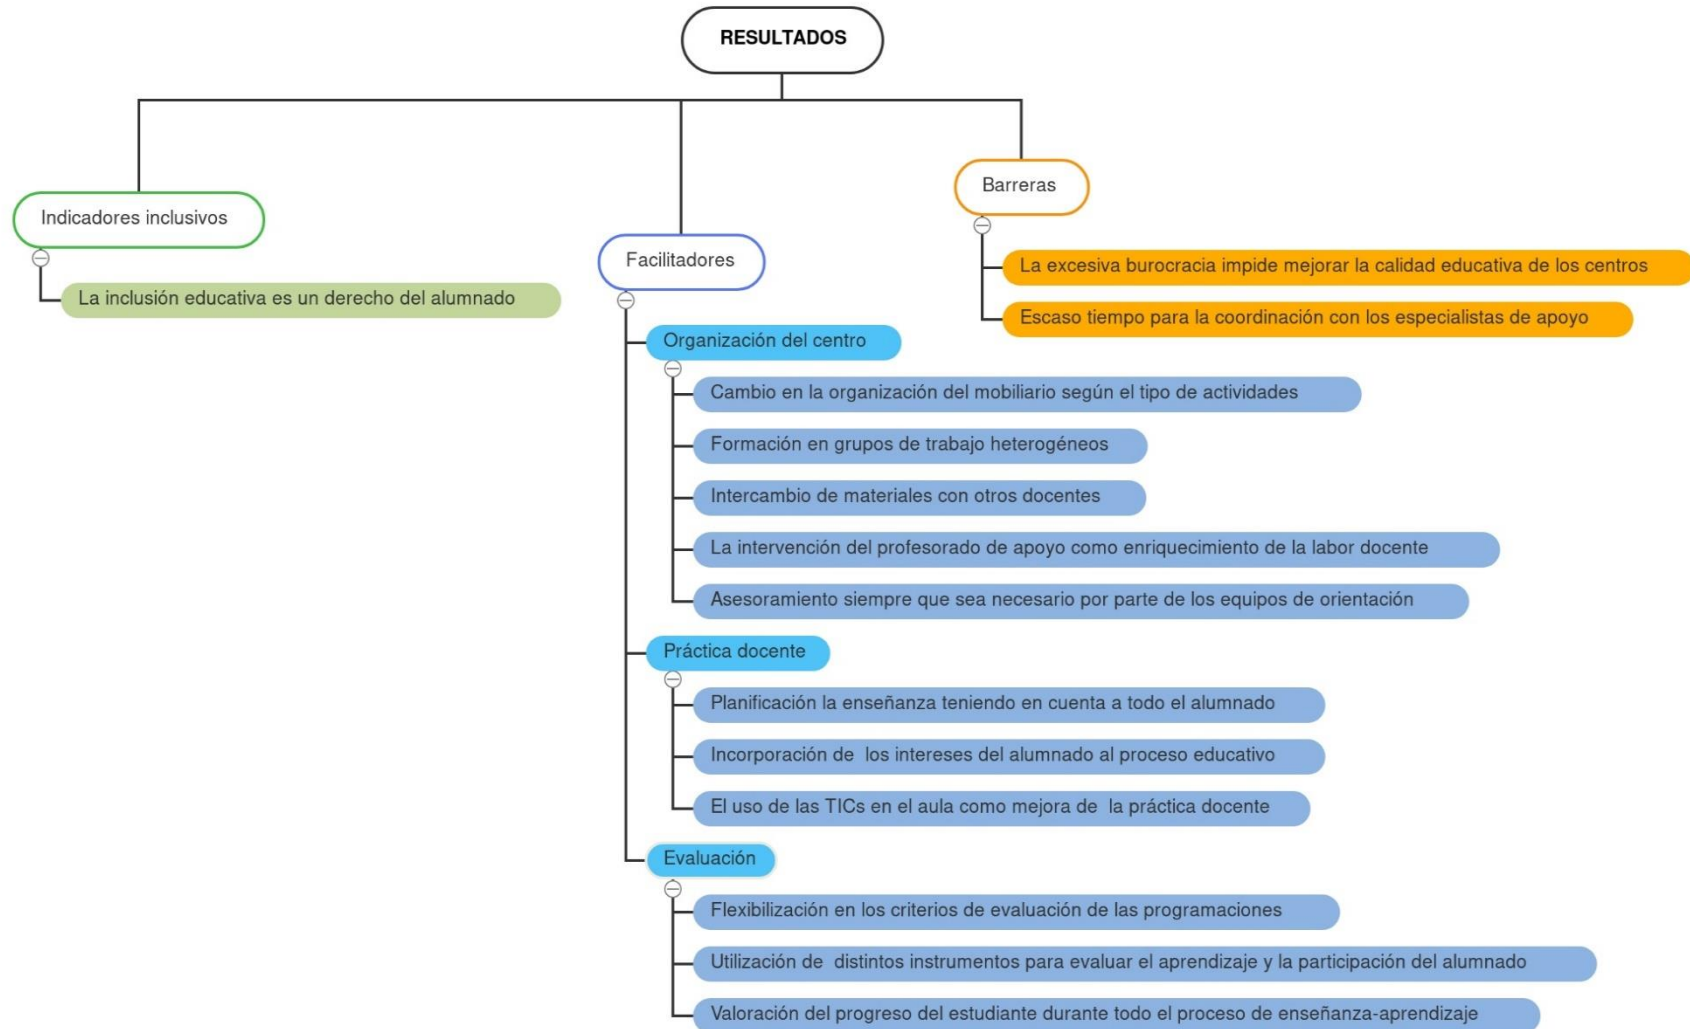 RESULTADOS
Indicadores inclusivos
La inclusión educativa es un derecho del alumnado
Facilitadores
Organización del centro
Cambio en la organización del mobiliario según el tipo de actividades
Formación en grupos de trabajo heterogéneos
Intercambio de materiales con otros docentes
La intervención del profesorado de apoyo como enriquecimiento de la labor docente
Asesoramiento siempre que sea necesario por parte de los equipos de orientación
Práctica docente
Planificación la enseñanza teniendo en cuenta a todo el alumnado
Incorporación de los intereses del alumnado al proceso educativo
El uso de las TICs en el aula como mejora de la práctica docente
Evaluación
Flexibilización en los criterios de evaluación de las programaciones
Utilización de distintos instrumentos para evaluar el aprendizaje y la participación del alumnado
Valoración del progreso del estudiante durante todo el proceso de enseñanza-aprendizaje
Barreras
La excesiva burocracia impide mejorar la calidad educativa de los centros
Escaso tiempo para la coordinación con los especialistas de apoyo